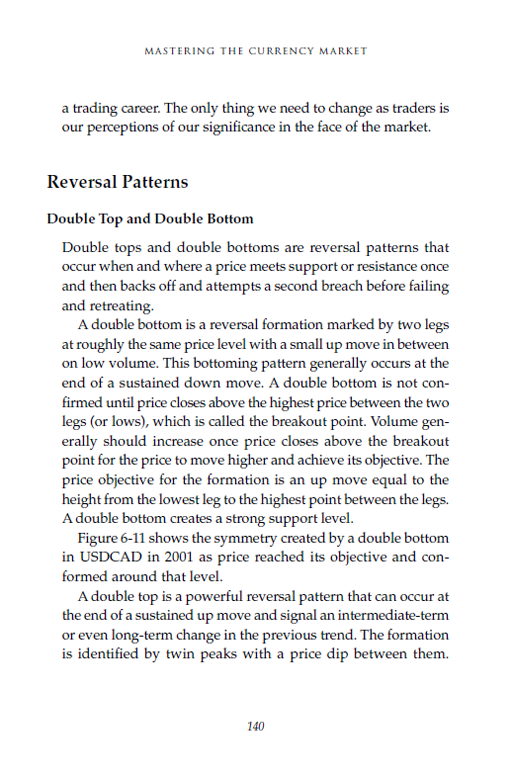 MASTERING THE CURRENCY MARKET
a trading career. The only thing we need to change as traders is
our perceptions of our significance in the face of the market.
Reversal Patterns
Double Top and Double Bottom
Double tops and double bottoms are reversal patterns that
occur when and where a price meets support or resistance once
and then backs off and attempts a second breach before failing
and retreating.
A double bottom is a reversal formation marked by two legs
at roughly the same price level with a small up move in between
on low volume. This bottoming pattern generally occurs at the
end of a sustained down move. A double bottom is not con-
firmed until price closes above the highest price between the two
legs (or lows), which is called the breakout point. Volume gen-
erally should increase once price closes above the breakout
point for the price to move higher and achieve its objective. The
price objective for the formation is an up move equal to the
height from the lowest leg to the highest point between the legs.
A double bottom creates a strong support level.
Figure 6-11 shows the symmetry created by a double bottom
in USDCAD in 2001 as price reached its objective and con-
formed around that level.
A double top is a powerful reversal pattern that can occur at
the end of a sustained up move and signal an intermediate-term
or even long-term change in the previous trend. The formation
is identified by twin peaks with a price dip between them.
140